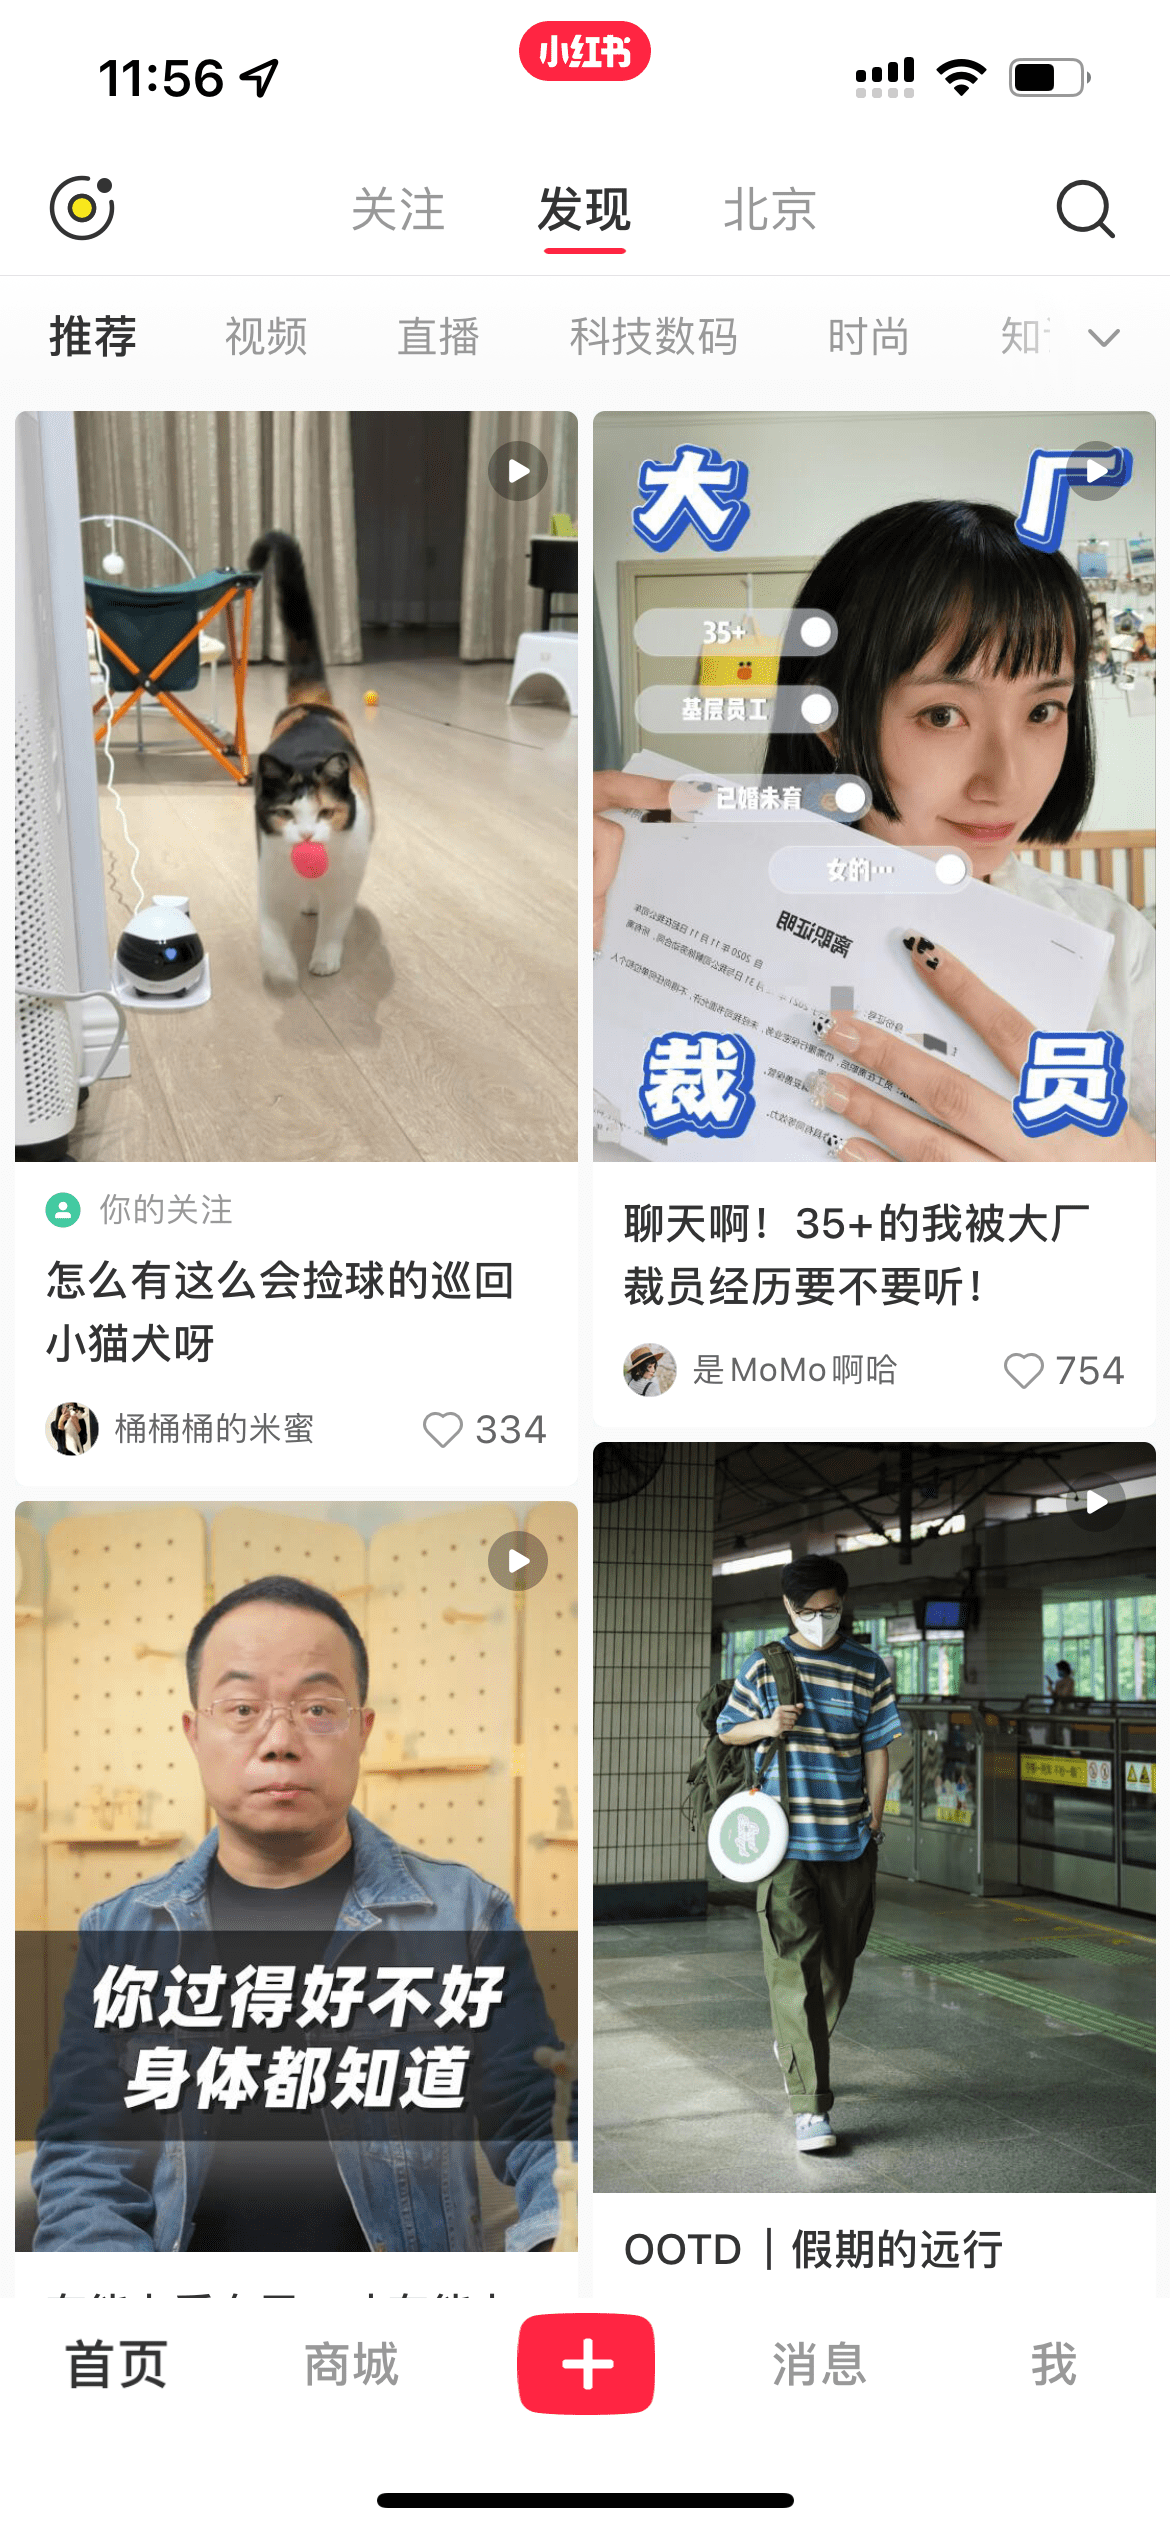 11:56
小红书
关注 发现 北京
推荐 视频 直播 科技数码 时尚 知
大厂
35+
基层员工
已婚未育
女的…
离职证明
裁员
你的关注
怎么有这么会捡球的巡回
小猫犬呀
桶桶桶的米蜜 334
聊天啊！35+的我被大厂
裁员经历要不要听！
是MoMo啊哈 754
你过得好不好
身体都知道
OOTD｜假期的远行
首页 商城 消息 我